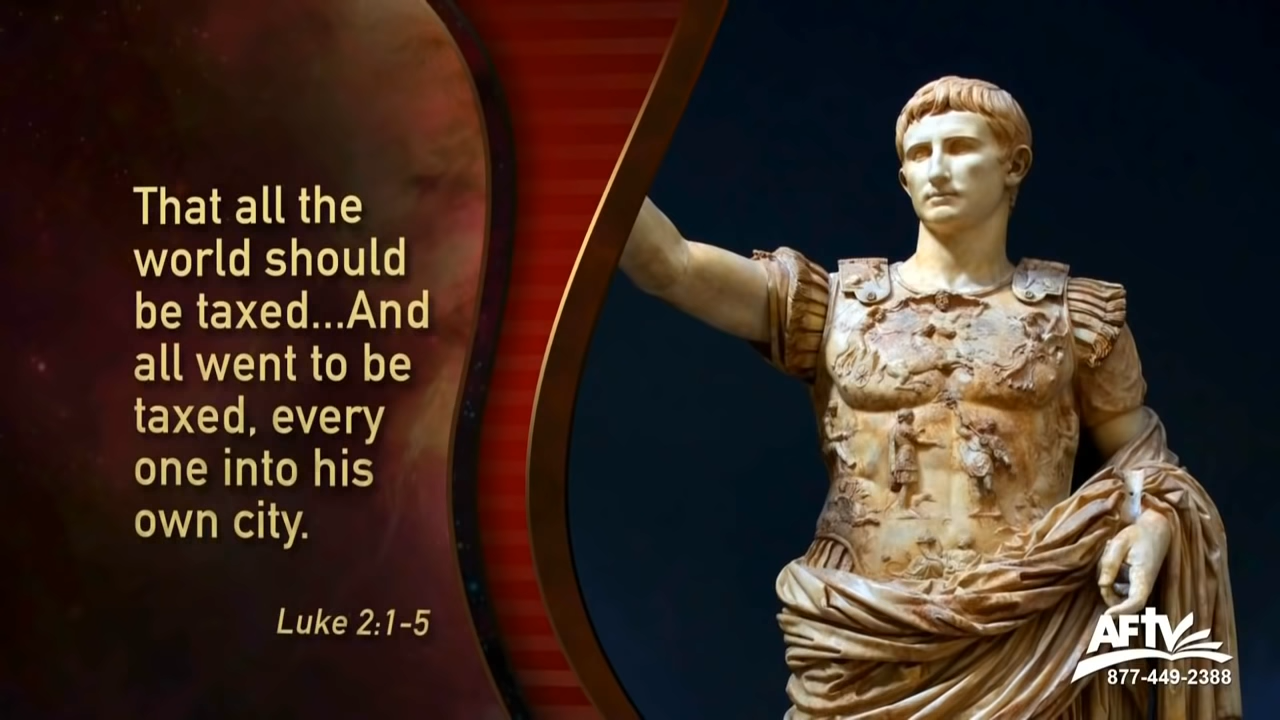 That all the
world should
be taxed...And
all went to be
taxed, every
one into his
own city.
Luke 2:1-5
AFtv
877-449-2388